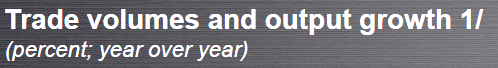 Trade volumes and output growth 1/
(percent; year over year)